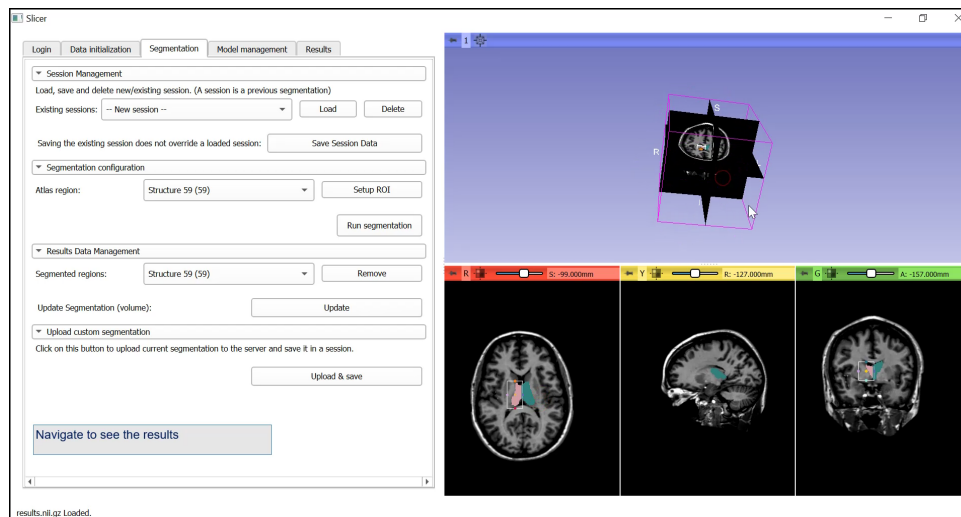 Slicer
Login Data initialization Segmentation Model management Results
Session Management
Load, save and delete new/existing session. (A session is a previous segmentation)
Existing sessions: -- New session -- Load Delete
Saving the existing session does not override a loaded session: Save Session Data
Segmentation configuration
Atlas region: Structure 59 (59) Setup ROI
Run segmentation
Results Data Management
Segmented regions: Structure 59 (59) Remove
Update Segmentation (volume): Update
Upload custom segmentation
Click on this button to upload current segmentation to the server and save it in a session.
Upload & save
Navigate to see the results
results.nii.gz Loaded.
1
S
R
R S: -99.000mm Y R: -127.000mm G A: -157.000mm